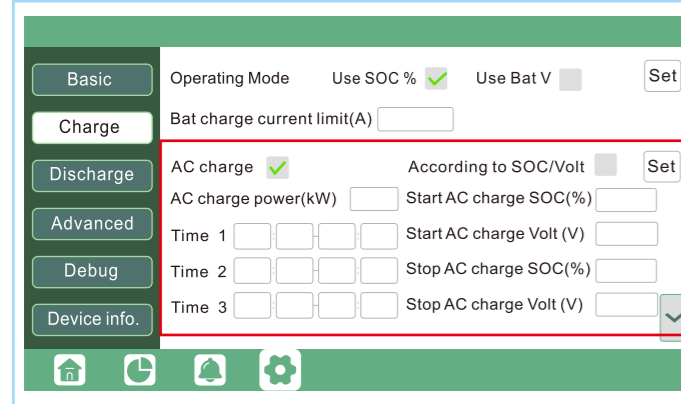 Basic
Charge
Discharge
Advanced
Debug
Device info.
Operating Mode Use SOC % Use Bat V Set
Bat charge current limit(A)
AC charge According to SOC/Volt Set
AC charge power(kW) Start AC charge SOC(%)
Time 1 : - : Start AC charge Volt (V)
Time 2 : - : Stop AC charge SOC(%)
Time 3 : - : Stop AC charge Volt (V)